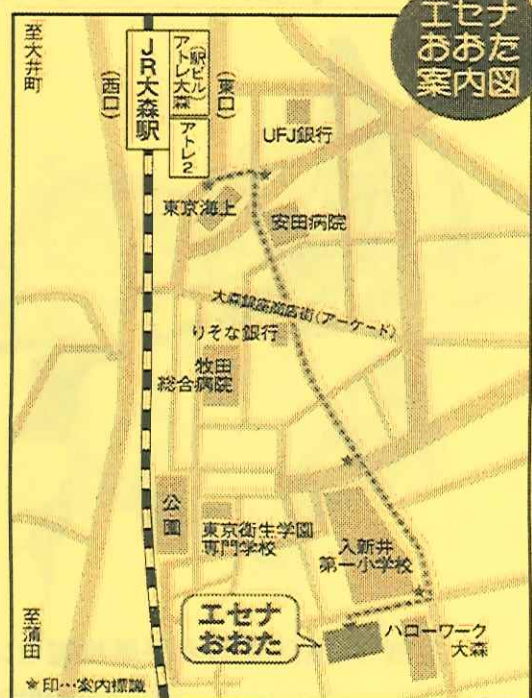 エセナ
おおた
案内図
至大井町
(西口)
JR大森駅
(駅ビル)
アトレ大森
アトレ2
(東口)
UFJ銀行
東京海上
安田病院
大森銀座商店街(アーケード)
りそな銀行
牧田
総合病院
公園
東京衛生学園
専門学校
入新井
第一小学校
エセナ
おおた
ハローワーク
大森
至蒲田
★印…案内標識